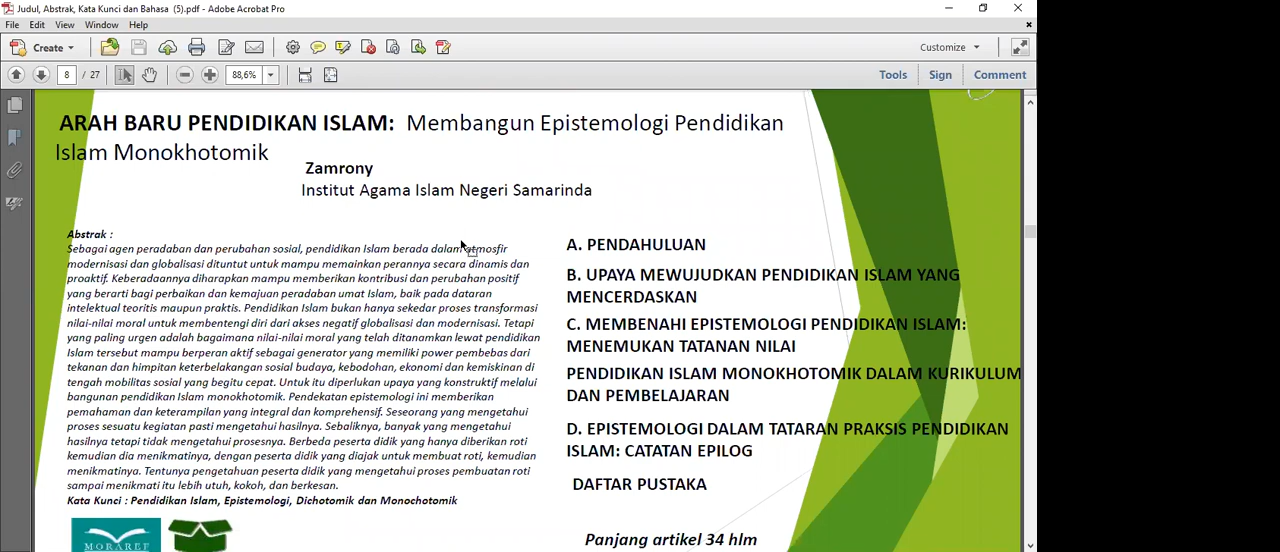 Judul, Abstrak, Kata Kunci dan Bahasa (5).pdf - Adobe Acrobat Pro
File Edit View Window Help
Create Customize
8 / 27 88,6% Tools Sign Comment
ARAH BARU PENDIDIKAN ISLAM: Membangun Epistemologi Pendidikan
Islam Monokhotomik
Zamrony
Institut Agama Islam Negeri Samarinda
Abstrak :
Sebagai agen peradaban dan perubahan sosial, pendidikan Islam berada dalam atmosfir
modernisasi dan globalisasi dituntut untuk mampu memainkan perannya secara dinamis dan
proaktif. Keberadaannya diharapkan mampu memberikan kontribusi dan perubahan positif
yang berarti bagi perbaikan dan kemajuan peradaban umat Islam, baik pada dataran
intelektual teoritis maupun praktis. Pendidikan Islam bukan hanya sekedar proses transformasi
nilai-nilai moral untuk membentengi diri dari akses negatif globalisasi dan modernisasi. Tetapi
yang paling urgen adalah bagaimana nilai-nilai moral yang telah ditanamkan lewat pendidikan
Islam tersebut mampu berperan aktif sebagai generator yang memiliki power pembebas dari
tekanan dan himpitan keterbelakangan sosial budaya, kebodohan, ekonomi dan kemiskinan di
tengah mobilitas sosial yang begitu cepat. Untuk itu diperlukan upaya yang konstruktif melalui
bangunan pendidikan Islam monokhotomik. Pendekatan epistemologi ini memberikan
pemahaman dan keterampilan yang integral dan komprehensif. Seseorang yang mengetahui
proses sesuatu kegiatan pasti mengetahui hasilnya. Sebaliknya, banyak yang mengetahui
hasilnya tetapi tidak mengetahui prosesnya. Berbeda peserta didik yang hanya diberikan roti
kemudian dia menikmatinya, dengan peserta didik yang diajak untuk membuat roti, kemudian
menikmatinya. Tentunya pengetahuan peserta didik yang mengetahui proses pembuatan roti
sampai menikmati itu lebih utuh, kokoh, dan berkesan.
Kata Kunci : Pendidikan Islam, Epistemologi, Dichotomik dan Monochotomik
A. PENDAHULUAN
B. UPAYA MEWUJUDKAN PENDIDIKAN ISLAM YANG
MENCERDASKAN
C. MEMBENAHI EPISTEMOLOGI PENDIDIKAN ISLAM:
MENEMUKAN TATANAN NILAI
PENDIDIKAN ISLAM MONOKHOTOMIK DALAM KURIKULUM
DAN PEMBELAJARAN
D. EPISTEMOLOGI DALAM TATARAN PRAKSIS PENDIDIKAN
ISLAM: CATATAN EPILOG
DAFTAR PUSTAKA
MORAREF
Panjang artikel 34 hlm